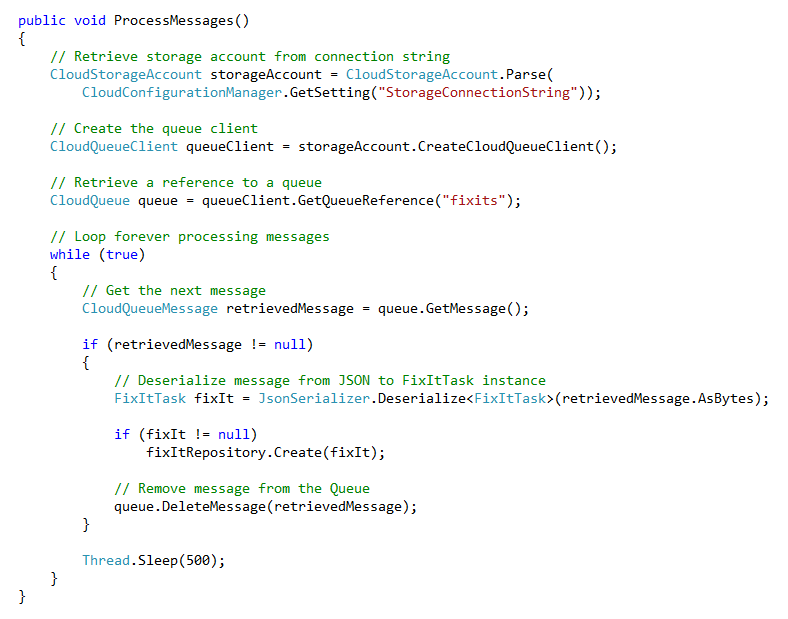 public void ProcessMessages()
{
    // Retrieve storage account from connection string
    CloudStorageAccount storageAccount = CloudStorageAccount.Parse(
        CloudConfigurationManager.GetSetting("StorageConnectionString"));

    // Create the queue client
    CloudQueueClient queueClient = storageAccount.CreateCloudQueueClient();

    // Retrieve a reference to a queue
    CloudQueue queue = queueClient.GetQueueReference("fixits");

    // Loop forever processing messages
    while (true)
    {
        // Get the next message
        CloudQueueMessage retrievedMessage = queue.GetMessage();

        if (retrievedMessage != null)
        {
            // Deserialize message from JSON to FixItTask instance
            FixItTask fixIt = JsonSerializer.Deserialize<FixItTask>(retrievedMessage.AsBytes);

            if (fixIt != null)
                fixItRepository.Create(fixIt);

            // Remove message from the Queue
            queue.DeleteMessage(retrievedMessage);
        }

        Thread.Sleep(500);
    }
}